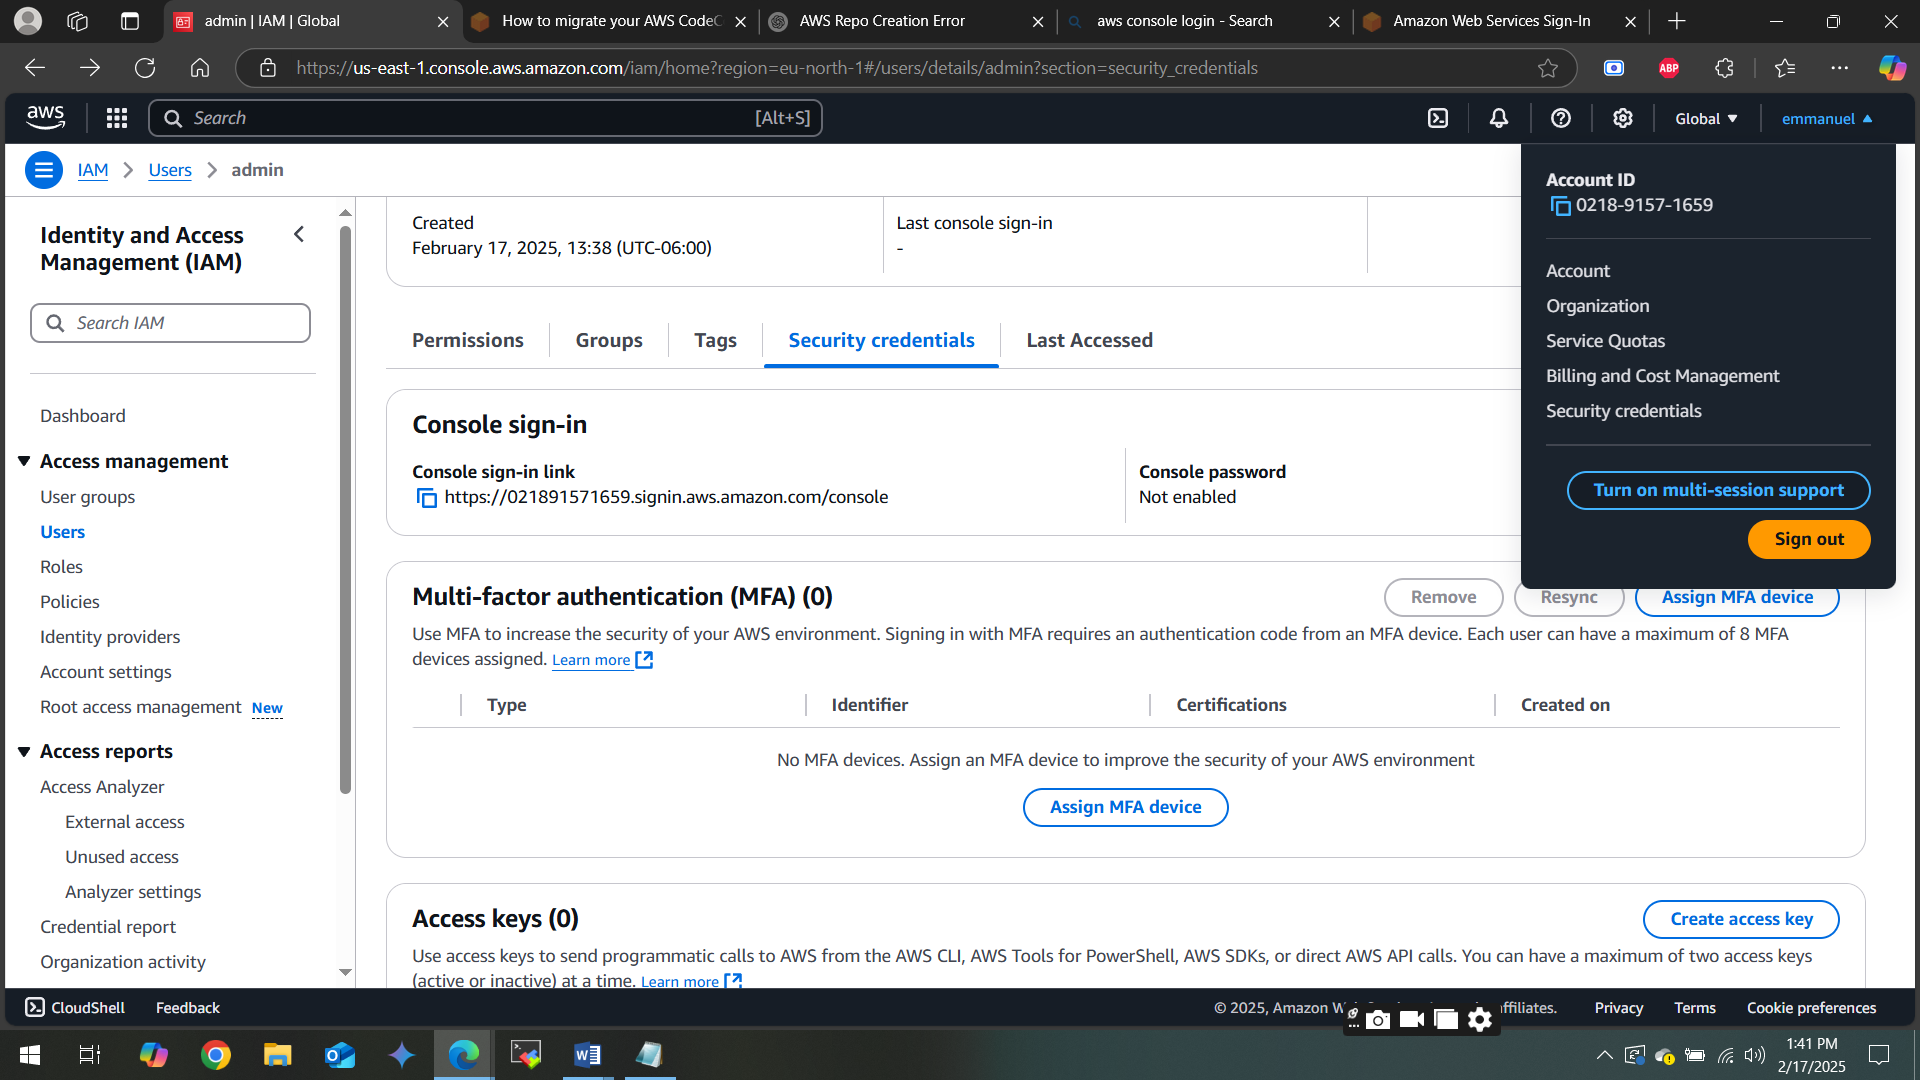 admin | IAM | Global
How to migrate your AWS CodeC
AWS Repo Creation Error
aws console login - Search
Amazon Web Services Sign-In
https://us-east-1.console.aws.amazon.com/iam/home?region=eu-north-1#/users/details/admin?section=security_credentials
ABP
aws
Search
[Alt+S]
Global
emmanuel
IAM
Users
admin
Account ID
0218-9157-1659
Account
Organization
Service Quotas
Billing and Cost Management
Security credentials
Turn on multi-session support
Sign out
Identity and Access
Management (IAM)
Search IAM
Dashboard
Access management
User groups
Users
Roles
Policies
Identity providers
Account settings
Root access management New
Access reports
Access Analyzer
External access
Unused access
Analyzer settings
Credential report
Organization activity
Created
February 17, 2025, 13:38 (UTC-06:00)
Last console sign-in
-
Permissions
Groups
Tags
Security credentials
Last Accessed
Console sign-in
Console sign-in link
https://021891571659.signin.aws.amazon.com/console
Console password
Not enabled
Multi-factor authentication (MFA) (0)
Remove
Resync
Assign MFA device
Use MFA to increase the security of your AWS environment. Signing in with MFA requires an authentication code from an MFA device. Each user can have a maximum of 8 MFA
devices assigned. Learn more
Type
Identifier
Certifications
Created on
No MFA devices. Assign an MFA device to improve the security of your AWS environment
Assign MFA device
Access keys (0)
Create access key
Use access keys to send programmatic calls to AWS from the AWS CLI, AWS Tools for PowerShell, AWS SDKs, or direct AWS API calls. You can have a maximum of two access keys
(active or inactive) at a time. Learn more
CloudShell
Feedback
© 2025, Amazon W
ffiliates.
Privacy
Terms
Cookie preferences
1:41 PM
2/17/2025